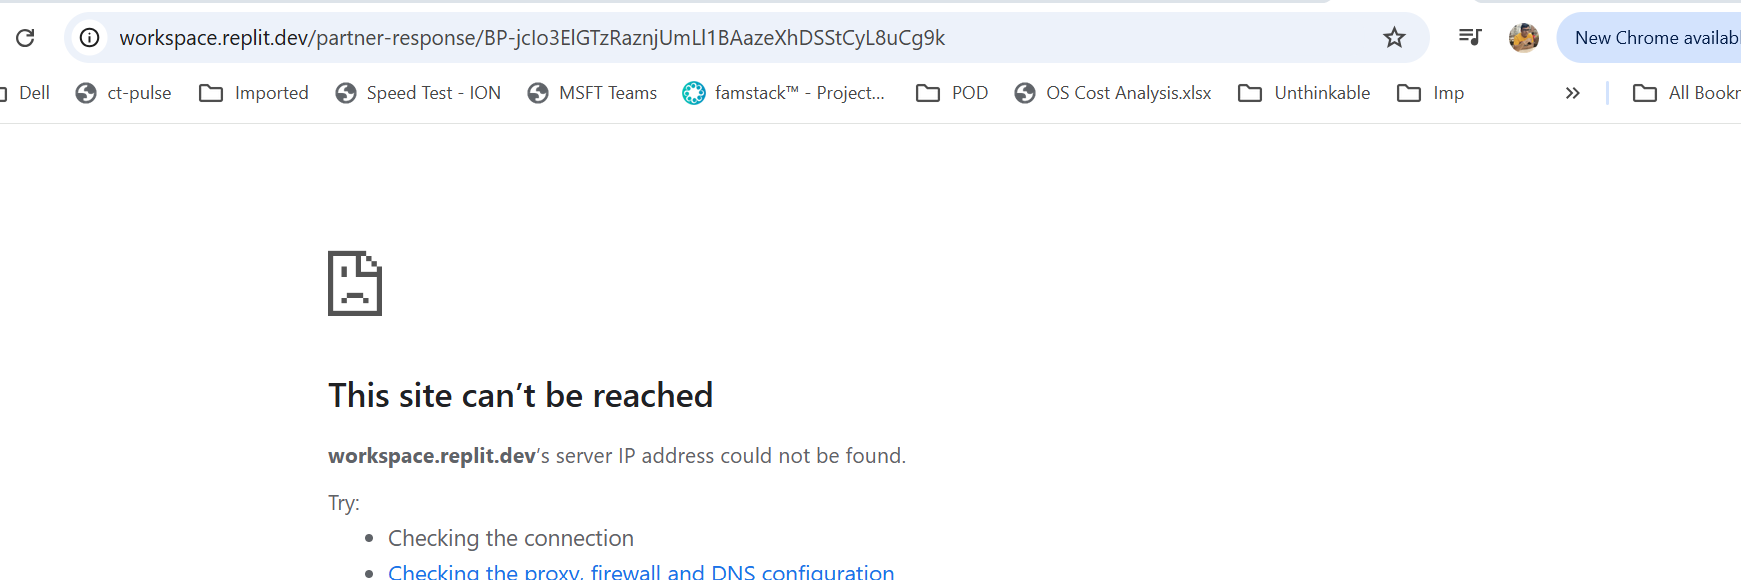 workspace.replit.dev/partner-response/BP-jcIo3ElGTzRaznjUmLl1BAazeXhDSStCyL8uCg9k
New Chrome availab
Dell ct-pulse Imported Speed Test - ION MSFT Teams famstack™ - Project... POD OS Cost Analysis.xlsx Unthinkable Imp » All Bookr
This site can’t be reached
workspace.replit.dev’s server IP address could not be found.
Try:
• Checking the connection
• Checking the proxy, firewall and DNS configuration